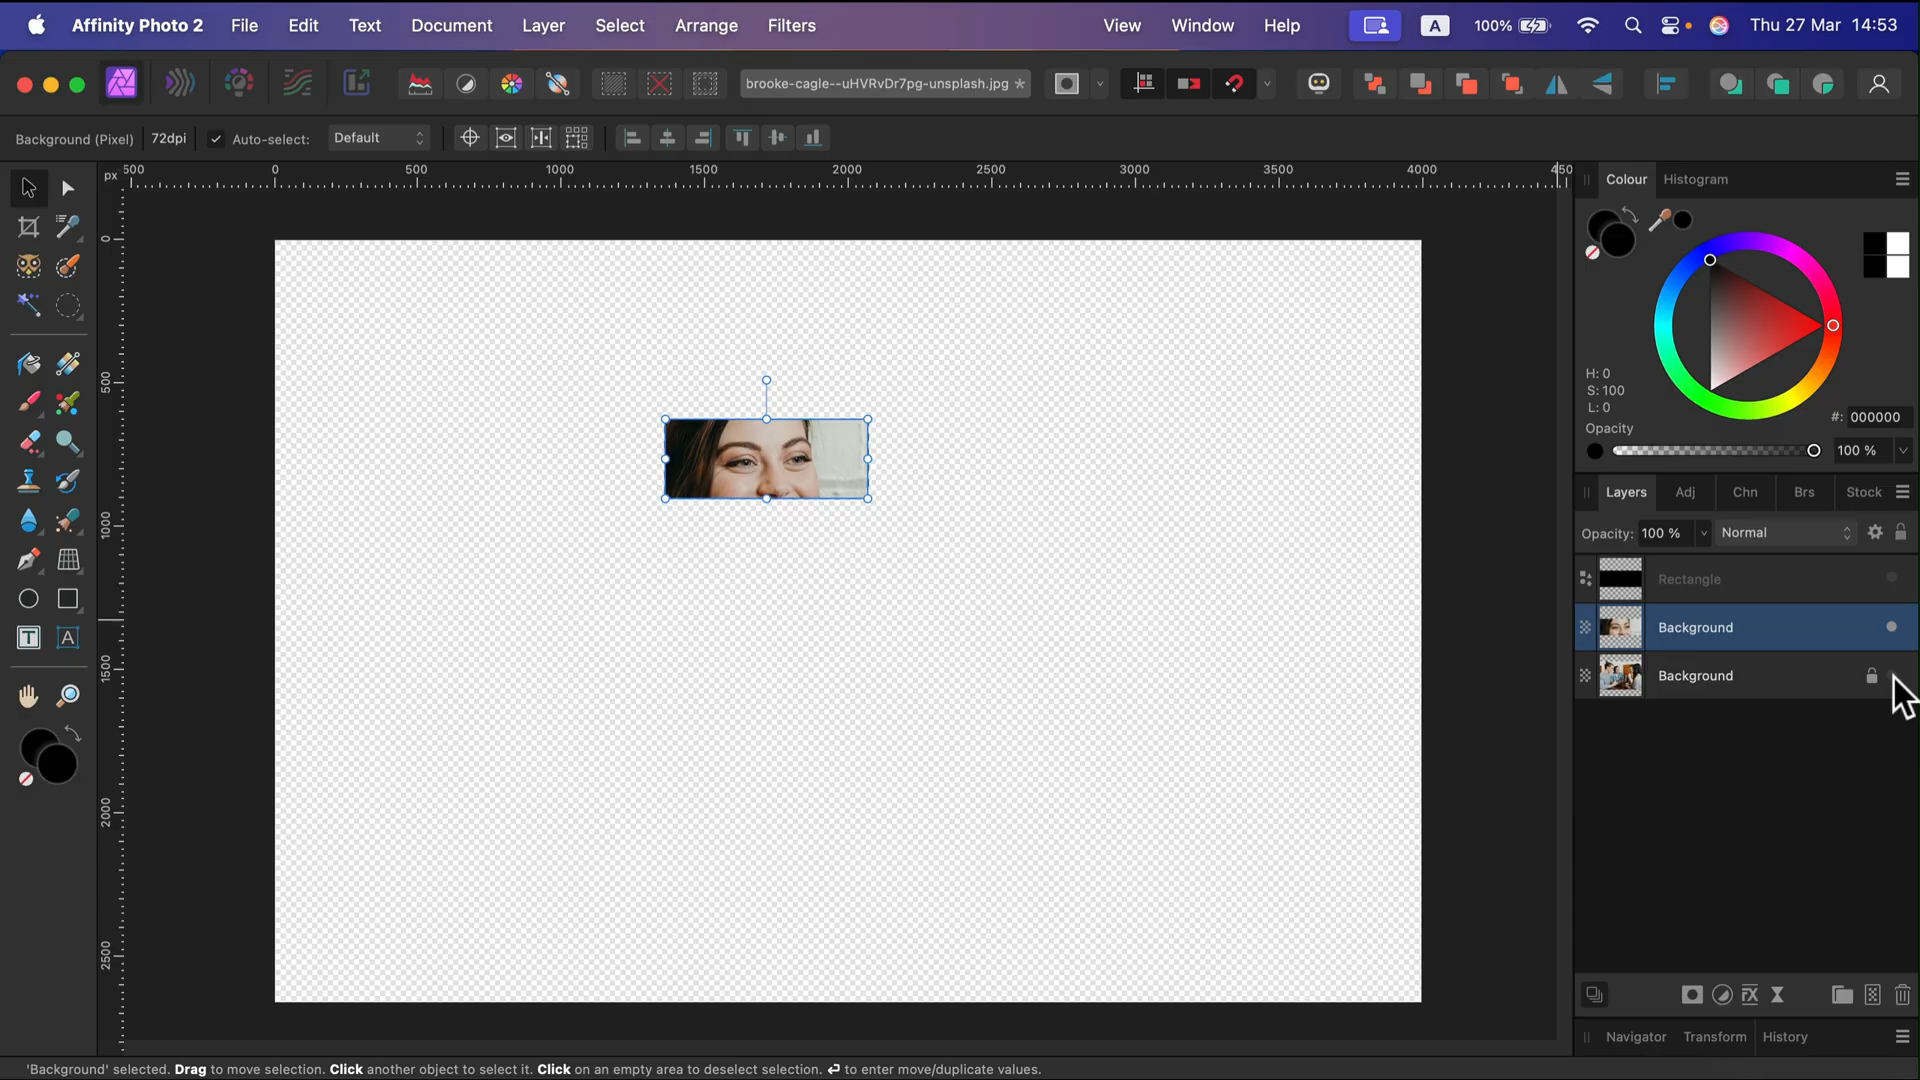 Affinity Photo 2 File Edit Text Document Layer Select Arrange Filters View Window Help A 100% Thu 27 Mar 14:53
brooke-cagle--uHVRvDr7pg-unsplash.jpg
Background (Pixel) 72dpi Auto-select: Default
px 500 0 500 1000 1500 2000 2500 3000 3500 4000 450
0
500
1000
1500
2000
2500
Colour Histogram
H: 0
S: 100
L: 0
#: 000000
Opacity
100 %
Layers Adj Chn Brs Stock
Opacity: 100 % Normal
Rectangle
Background
Background
T A
FX
Navigator Transform History
'Background' selected. Drag to move selection. Click another object to select it. Click on an empty area to deselect selection. ↵ to enter move/duplicate values.